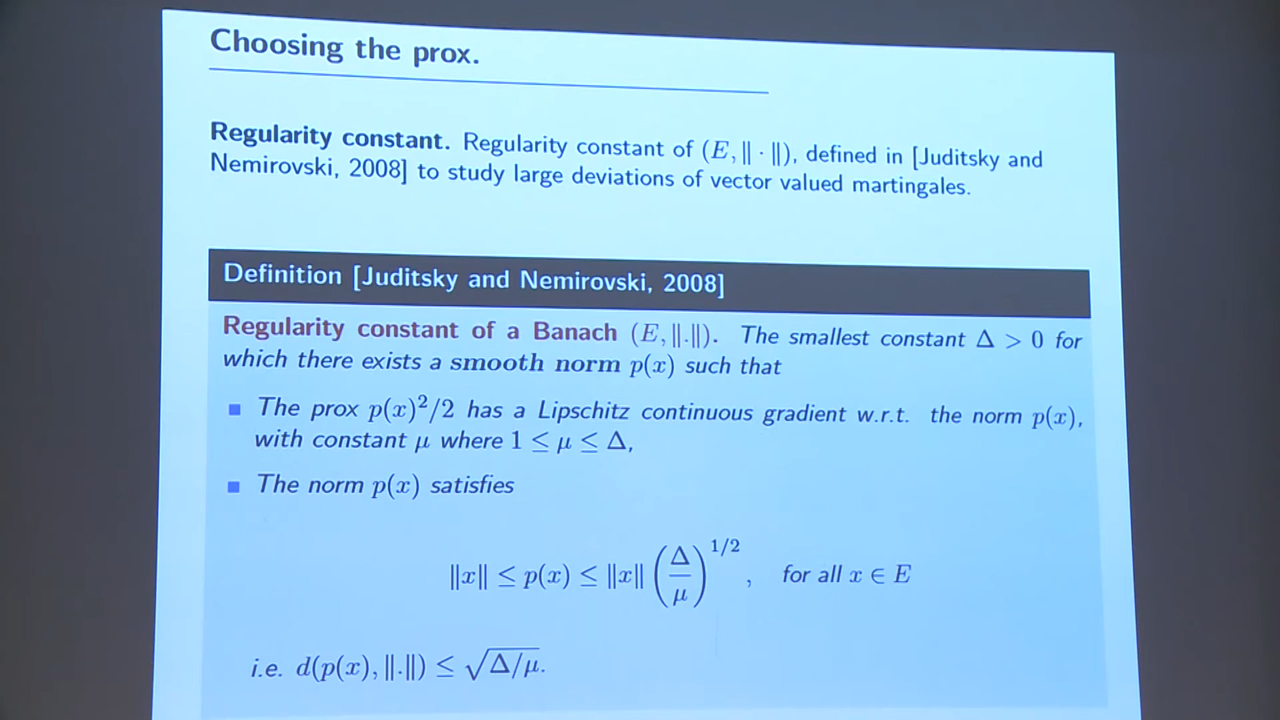 Choosing the prox.
Regularity constant. Regularity constant of (E, ‖ · ‖), defined in [Juditsky and
Nemirovski, 2008] to study large deviations of vector valued martingales.
Definition [Juditsky and Nemirovski, 2008]
Regularity constant of a Banach (E, ‖.‖). The smallest constant Δ > 0 for
which there exists a smooth norm p(x) such that
■ The prox p(x)²/2 has a Lipschitz continuous gradient w.r.t. the norm p(x),
with constant μ where 1 ≤ μ ≤ Δ,
■ The norm p(x) satisfies
‖x‖ ≤ p(x) ≤ ‖x‖ (Δ/μ)^{1/2}, for all x ∈ E
i.e. d(p(x), ‖.‖) ≤ √Δ/μ.